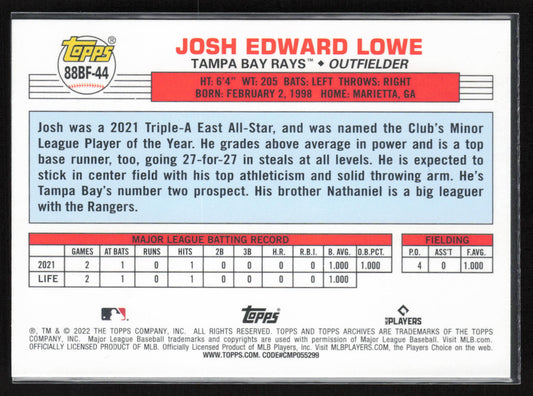 Topps®
88BF-44
JOSH EDWARD LOWE
TAMPA BAY RAYS™ ◆ OUTFIELDER
HT: 6'4" WT: 205 BATS: LEFT THROWS: RIGHT
BORN: FEBRUARY 2, 1998 HOME: MARIETTA, GA
Josh was a 2021 Triple-A East All-Star, and was named the Club's Minor
League Player of the Year. He grades above average in power and is a top
base runner, too, going 27-for-27 in steals at all levels. He is expected to
stick in center field with his top athleticism and solid throwing arm. He's
Tampa Bay's number two prospect. His brother Nathaniel is a big leaguer
with the Rangers.
MAJOR LEAGUE BATTING RECORD FIELDING
GAMES AT BATS RUNS HITS 2B 3B H.R. R.B.I. B. AVG. O.B.PCT. P.O. ASS'T F.AVG.
2021 2 1 0 1 0 0 0 0 1.000 1.000 4 0 1.000
LIFE 2 1 0 1 0 0 0 0 1.000
Topps
MLB PLAYERS
®, TM & © 2022 THE TOPPS COMPANY, INC. ALL RIGHTS RESERVED. TOPPS AND TOPPS ARCHIVES ARE TRADEMARKS OF THE TOPPS
COMPANY, INC. Major League Baseball trademarks and copyrights are used with permission of Major League Baseball. Visit MLB.com.
OFFICIALLY LICENSED PRODUCT OF MLB Players, Inc. Visit MLBPLAYERS.com, the Players Choice on the web.
WWW.TOPPS.COM. CODE#CMP055299